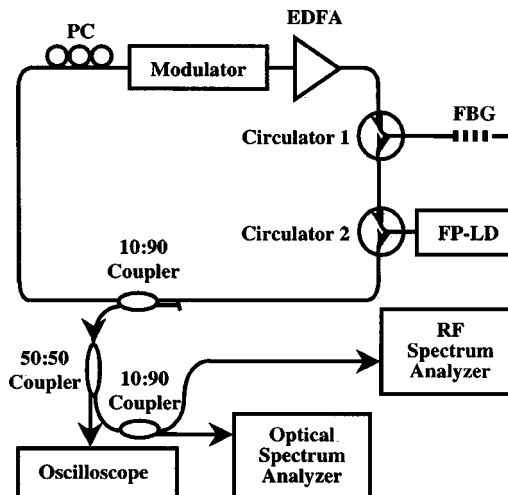 EDFA
PC
Modulator
Circulator 1
FBG
Circulator 2
FP-LD
10:90
Coupler
RF
Spectrum
Analyzer
50:50
Coupler
10:90
Coupler
Optical
Spectrum
Analyzer
Oscilloscope